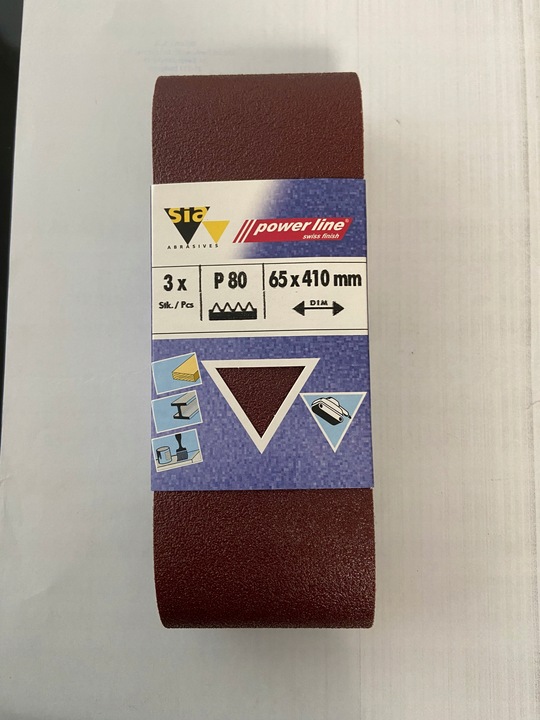 sia
ABRASIVES
power line®
swiss finish
3 x
Stk. / Pcs
P 80
65 x 410 mm
DIM